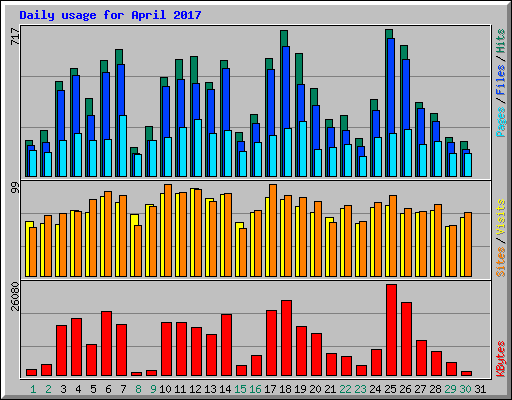 Daily usage for April 2017
717
Pages/Files/Hits
99
Sites/Visits
26080
KBytes
1 2 3 4 5 6 7 8 9 10 11 12 13 14 15 16 17 18 19 20 21 22 23 24 25 26 27 28 29 30 31